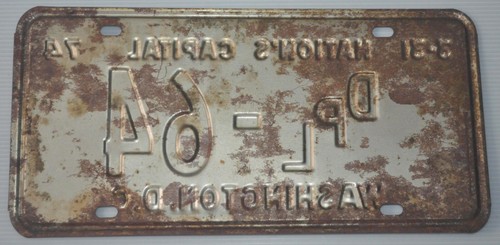 3-31 NATION'S CAPITAL 74
DPL-64
WASHINGTON, D.C.